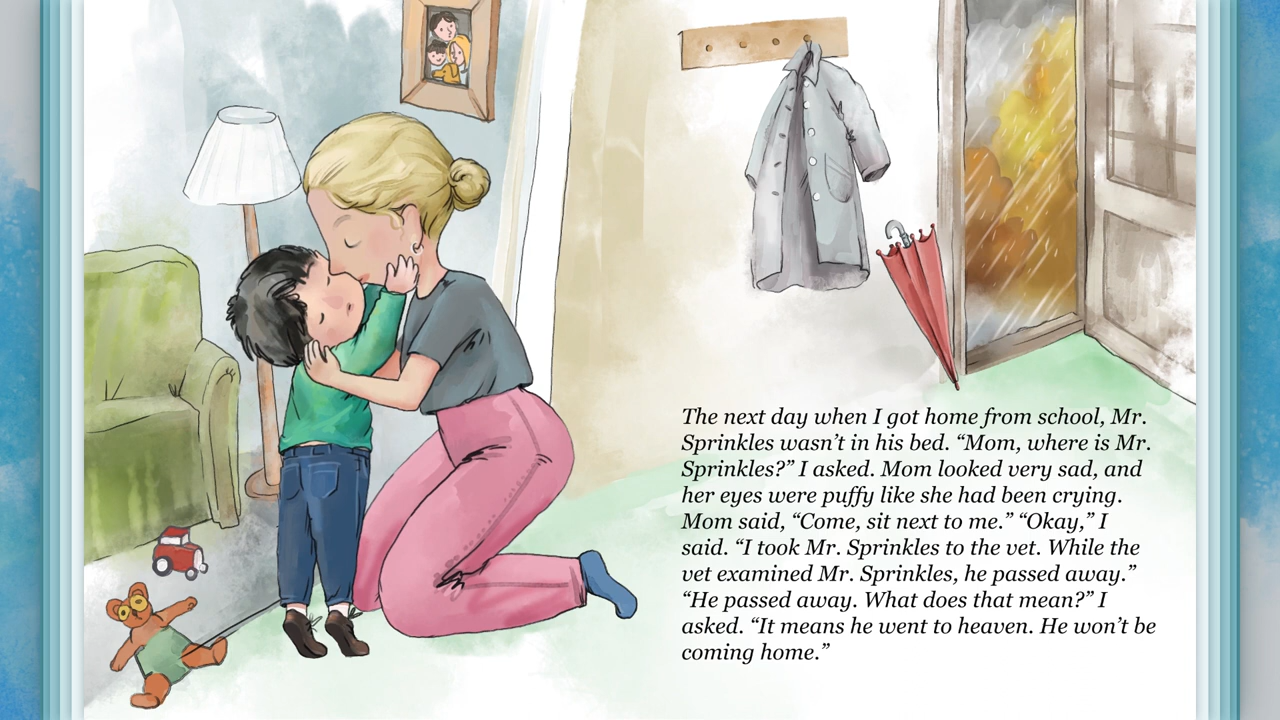 The next day when I got home from school, Mr.
Sprinkles wasn’t in his bed. “Mom, where is Mr.
Sprinkles?” I asked. Mom looked very sad, and
her eyes were puffy like she had been crying.
Mom said, “Come, sit next to me.” “Okay,” I
said. “I took Mr. Sprinkles to the vet. While the
vet examined Mr. Sprinkles, he passed away.”
“He passed away. What does that mean?” I
asked. “It means he went to heaven. He won’t be
coming home.”